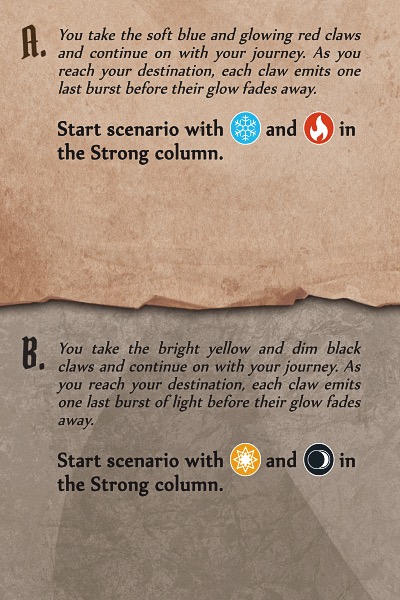 A. You take the soft blue and glowing red claws
and continue on with your journey. As you
reach your destination, each claw emits one
last burst before their glow fades away.
Start scenario with and in
the Strong column.
B. You take the bright yellow and dim black
claws and continue on with your journey. As
you reach your destination, each claw emits
one last burst of light before their glow fades
away.
Start scenario with and in
the Strong column.